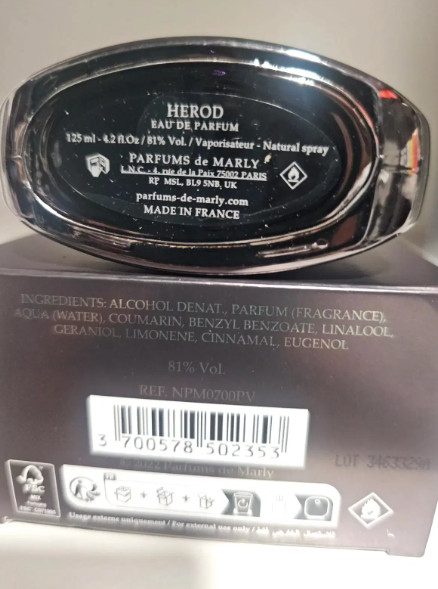 HEROD
EAU DE PARFUM
125 ml - 4.2 fl.Oz / 81% Vol. / Vaporisateur - Natural spray
PARFUMS de MARLY
L.N.C - 4, rue de la Paix 75002 PARIS
RP MSL, BL9 5NB, UK
parfums-de-marly.com
MADE IN FRANCE
INGREDIENTS: ALCOHOL DENAT., PARFUM (FRAGRANCE),
AQUA (WATER), COUMARIN, BENZYL BENZOATE, LINALOOL,
GERANIOL, LIMONENE, CINNAMAL, EUGENOL
81% Vol.
REF. NPM0700PV
3 700578 502353
© 2022 Parfums de Marly
LOT
FSC
MIX
Usage externe uniquement / For external use only /